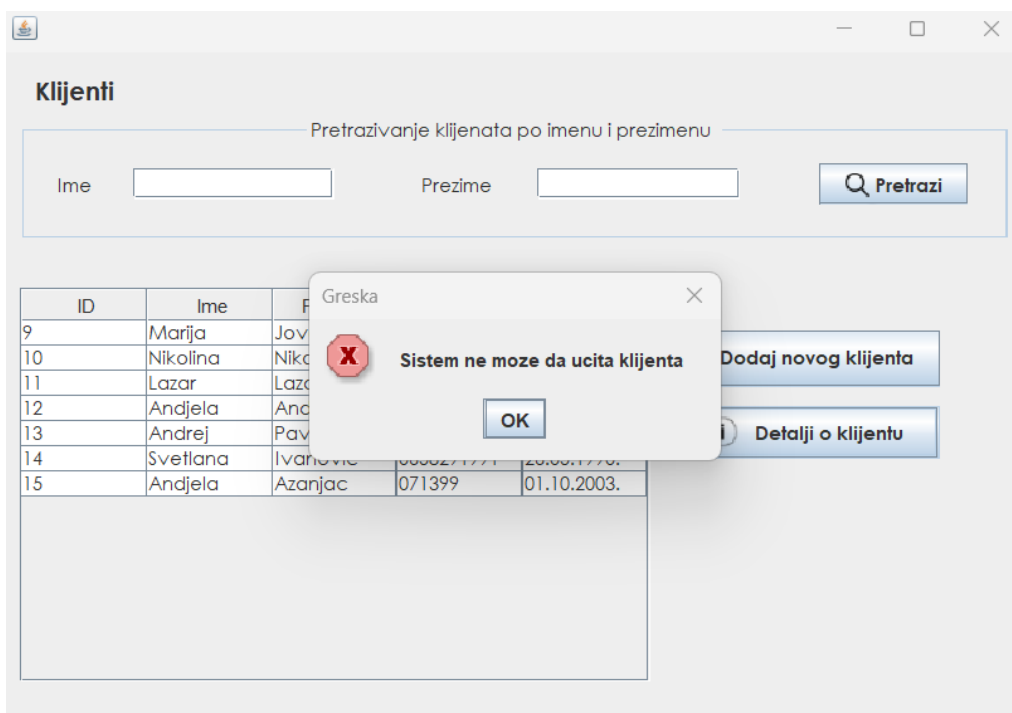 Klijenti
Pretrazivanje klijenata po imenu i prezimenu
Ime Prezime Pretrazi
Greska
ID Ime
9 Marija
Sistem ne moze da ucita klijenta
Dodaj novog klijenta
10 Nikolina
11 Lazar
12 Andjela
OK
13 Andrej
Detalji o klijentu
14 Svetlana Ivanovic
15 Andjela Azanjac 071399 01.10.2003.